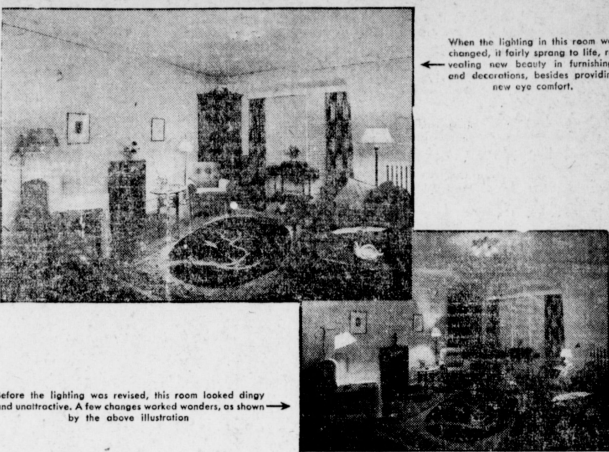 When the lighting in this room w
changed, it fairly sprang to life, r
vealing new beauty in furnishing
and decorations, besides providin
new eye comfort.
efore the lighting was revised, this room looked dingy
nd unattractive. A few changes worked wonders, as shown
by the above illustration